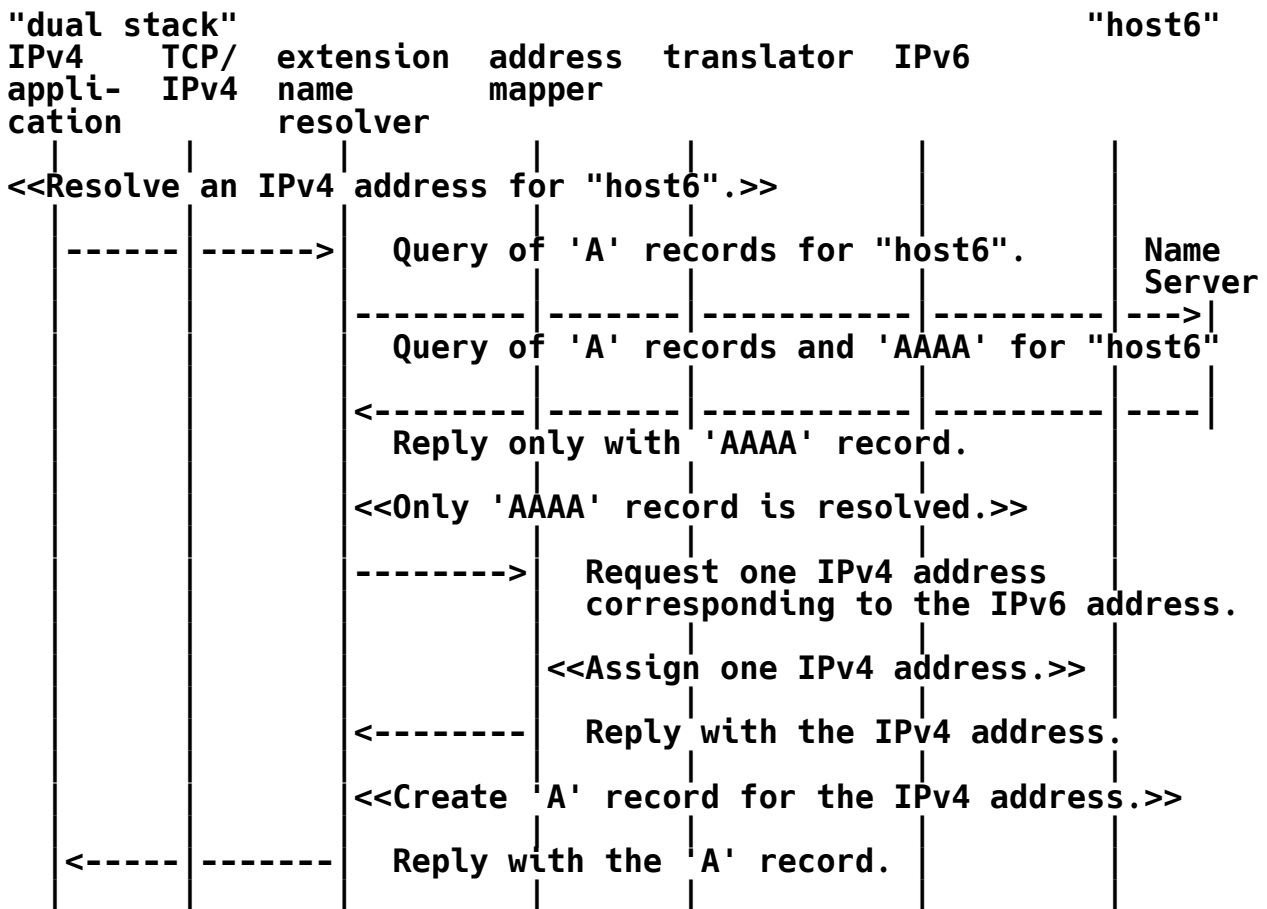 "dual stack" "host6"
IPv4 TCP/ extension address translator IPv6
appli- IPv4 name mapper
cation resolver
<<Resolve an IPv4 address for "host6".>>
Query of 'A' records for "host6". Name
Server
Query of 'A' records and 'AAAA' for "host6"
Reply only with 'AAAA' record.
<<Only 'AAAA' record is resolved.>>
Request one IPv4 address
corresponding to the IPv6 address.
<<Assign one IPv4 address.>>
Reply with the IPv4 address.
<<Create 'A' record for the IPv4 address.>>
Reply with the 'A' record.